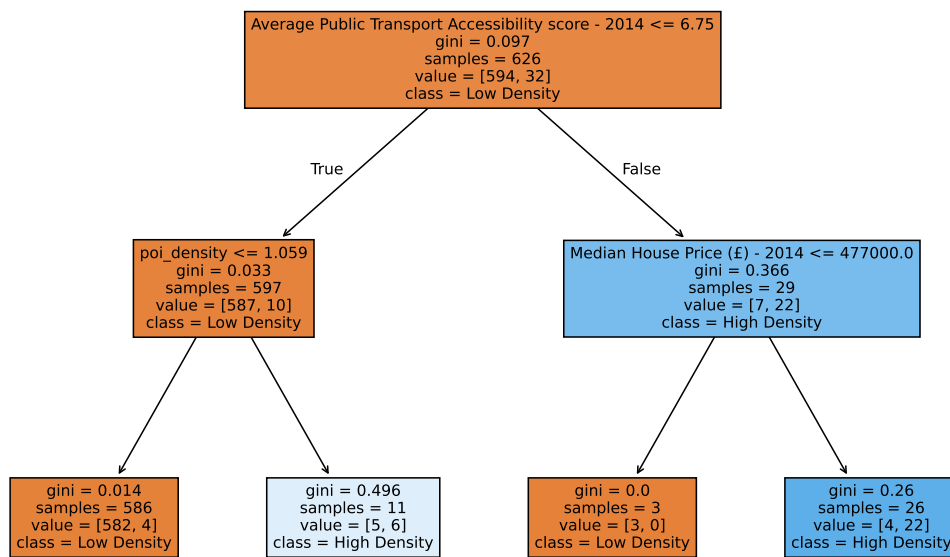 Average Public Transport Accessibility score - 2014 <= 6.75
gini = 0.097
samples = 626
value = [594, 32]
class = Low Density
True
False
poi_density <= 1.059
gini = 0.033
samples = 597
value = [587, 10]
class = Low Density
Median House Price (£) - 2014 <= 477000.0
gini = 0.366
samples = 29
value = [7, 22]
class = High Density
gini = 0.014
samples = 586
value = [582, 4]
class = Low Density
gini = 0.496
samples = 11
value = [5, 6]
class = High Density
gini = 0.0
samples = 3
value = [3, 0]
class = Low Density
gini = 0.26
samples = 26
value = [4, 22]
class = High Density